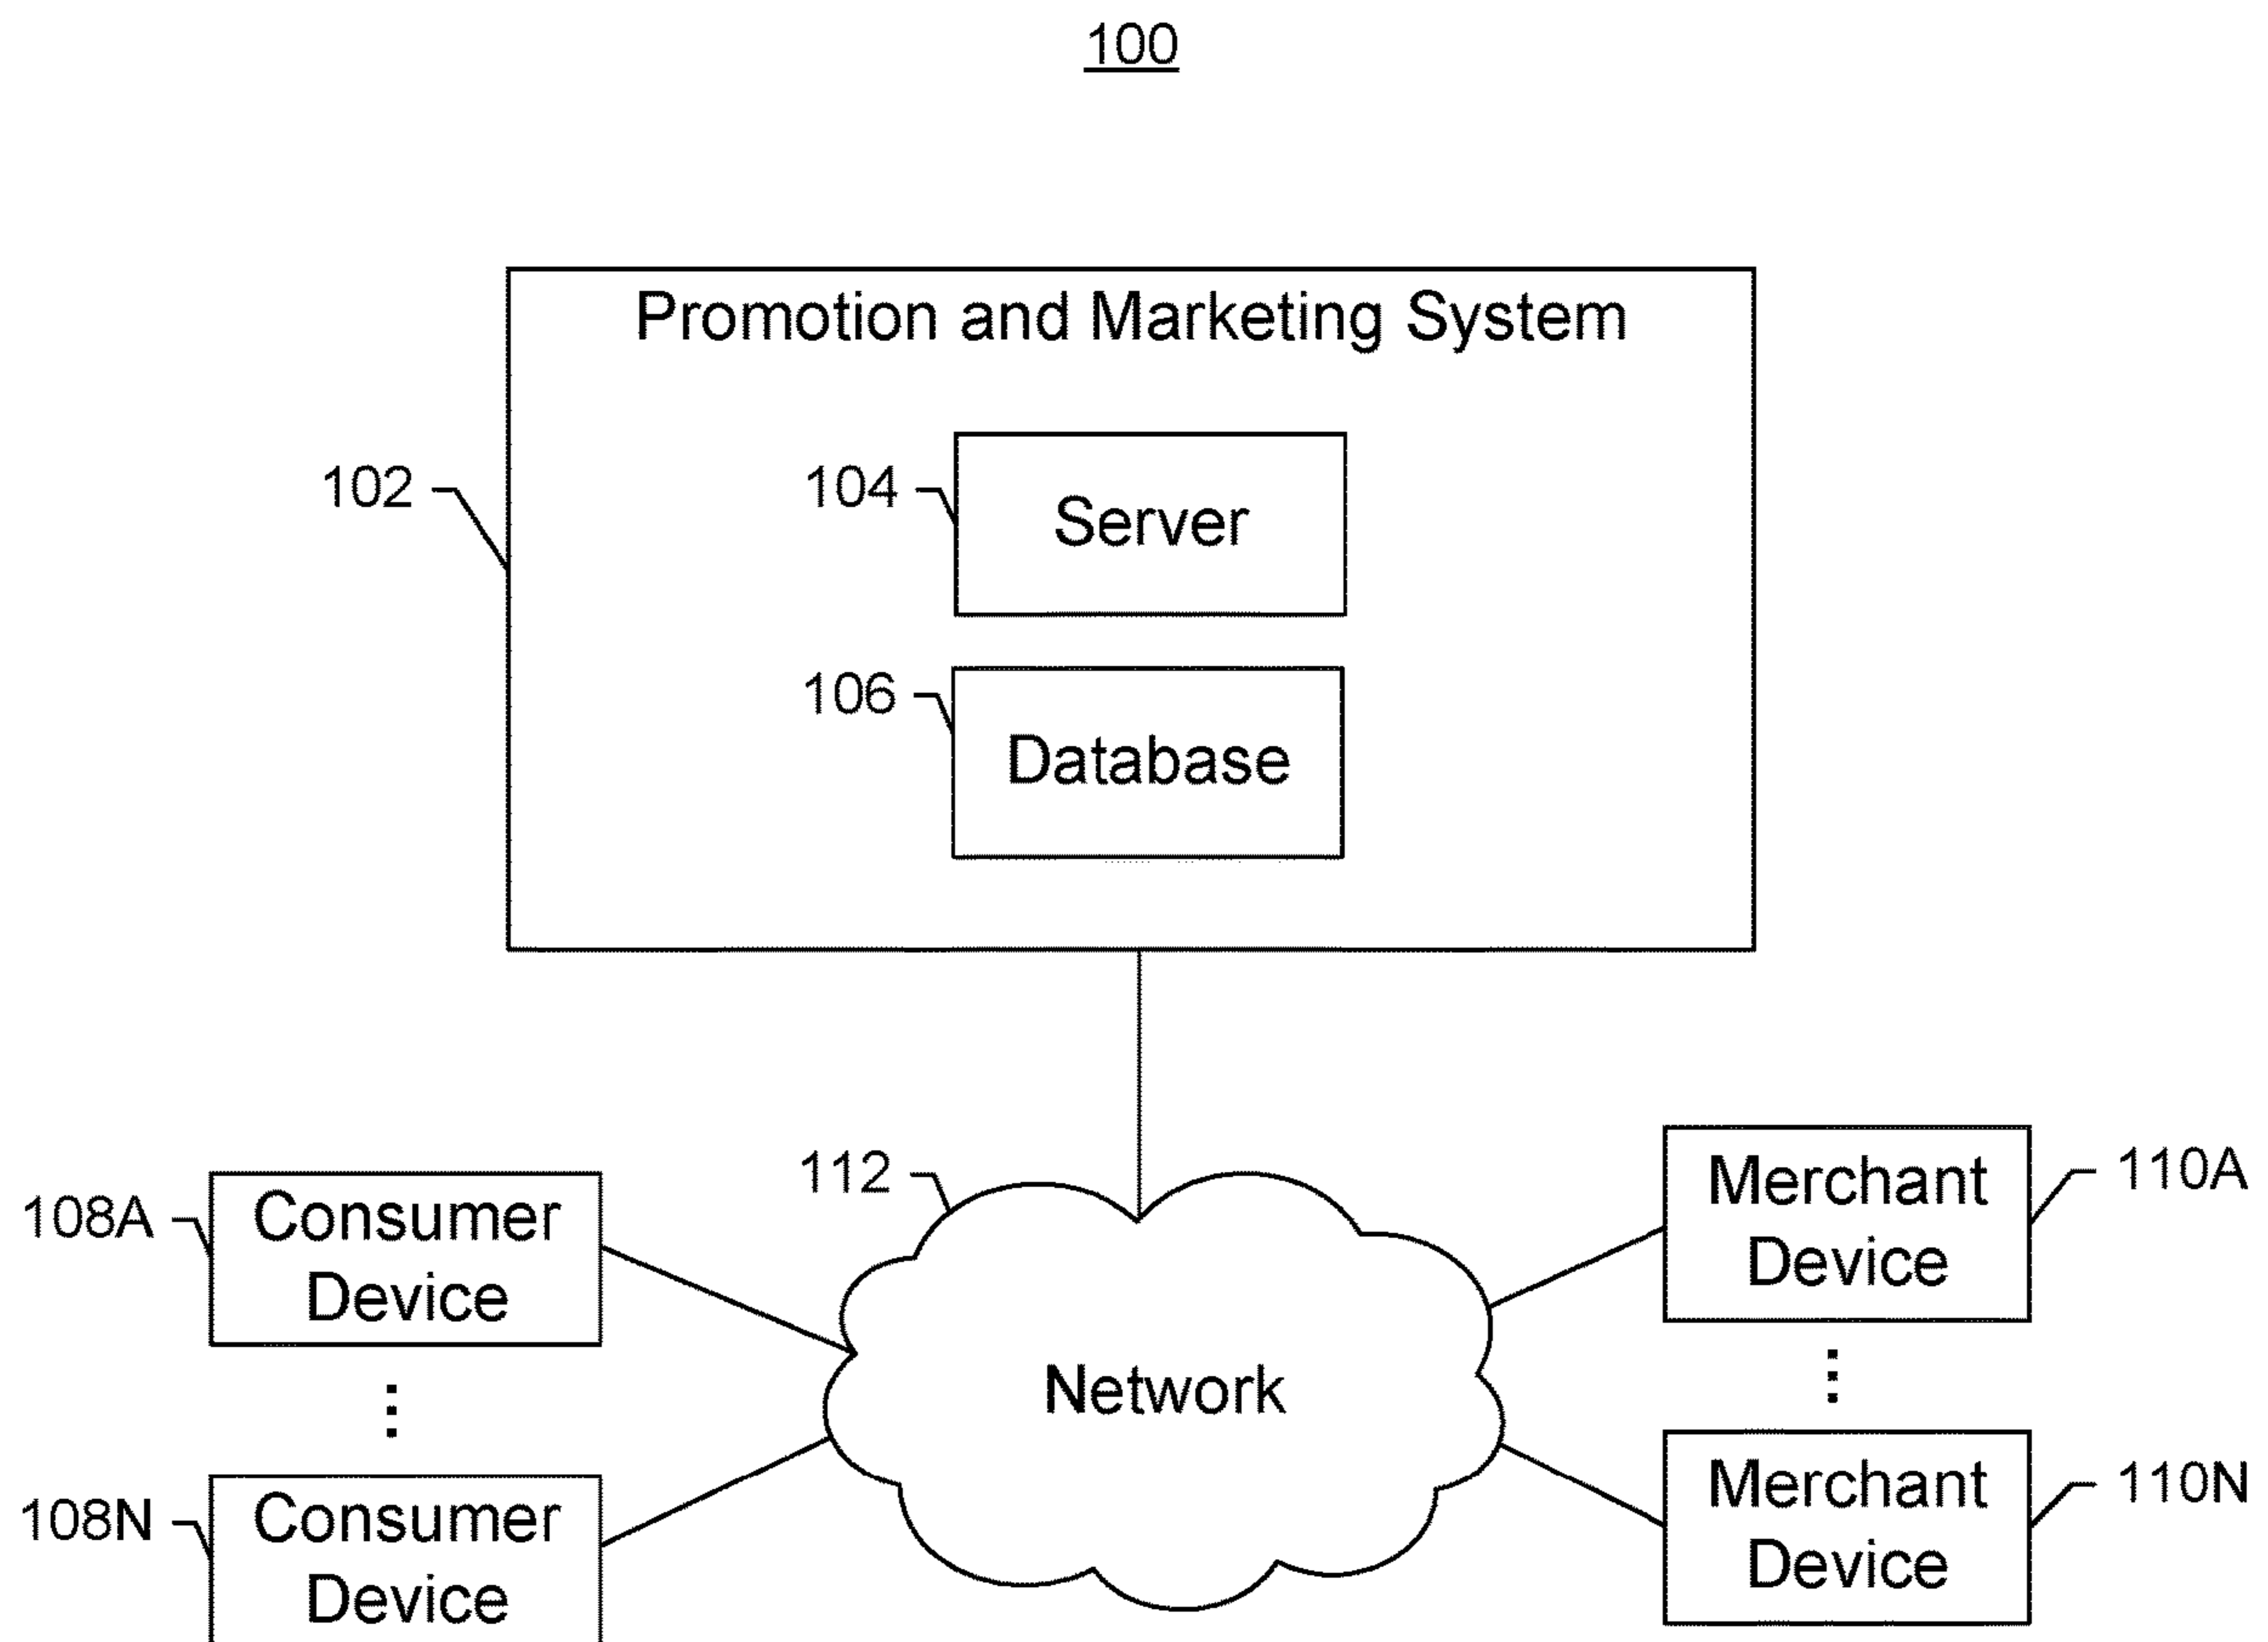 100
Promotion and Marketing System
102
104
Server
106
Database
112
108A
Consumer
Device
108N
Consumer
Device
Network
Merchant
Device
110A
Merchant
Device
110N